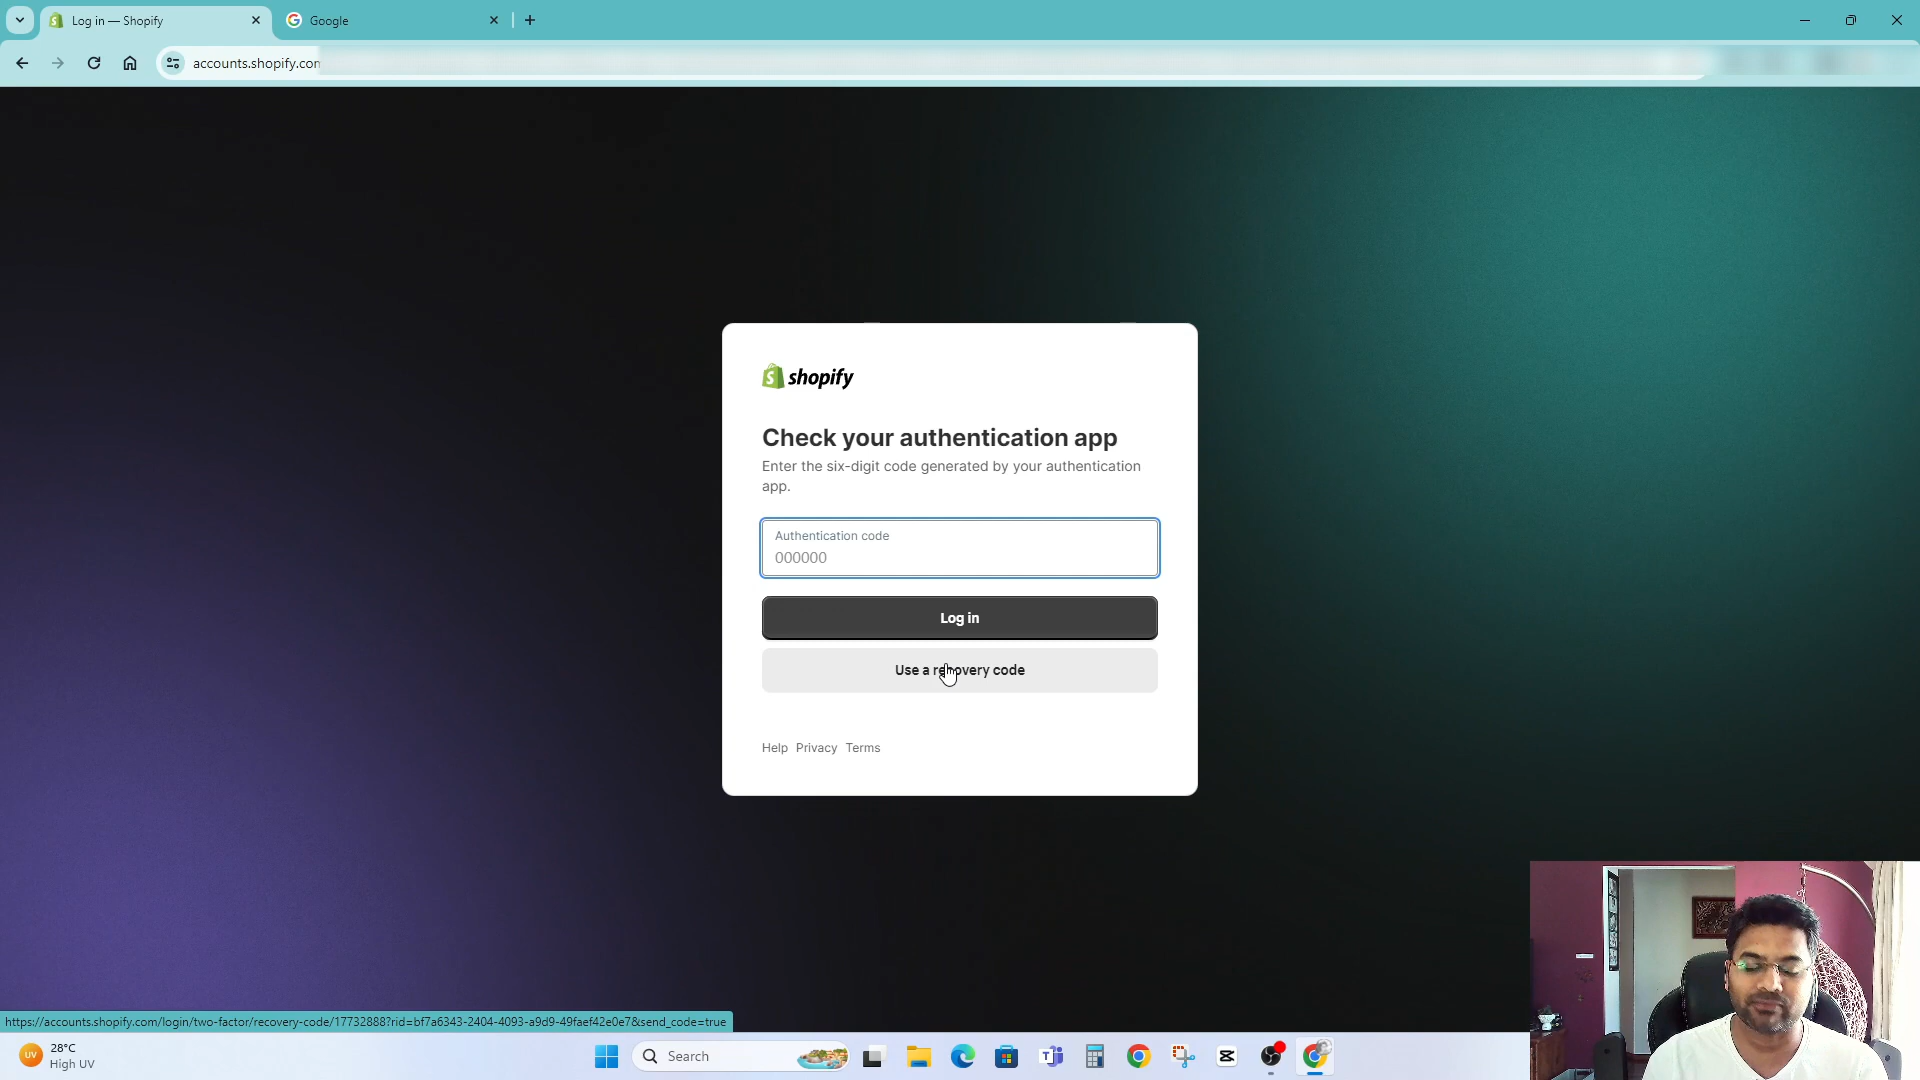 Log in — Shopify
Google
accounts.shopify.com
shopify
Check your authentication app
Enter the six-digit code generated by your authentication
app.
Authentication code
000000
Log in
Use a recovery code
Help Privacy Terms
https://accounts.shopify.com/login/two-factor/recovery-code/17732888?rid=bf7a6343-2404-4093-a9d9-49faef42e0e7&send_code=true
UV
28°C
High UV
Search